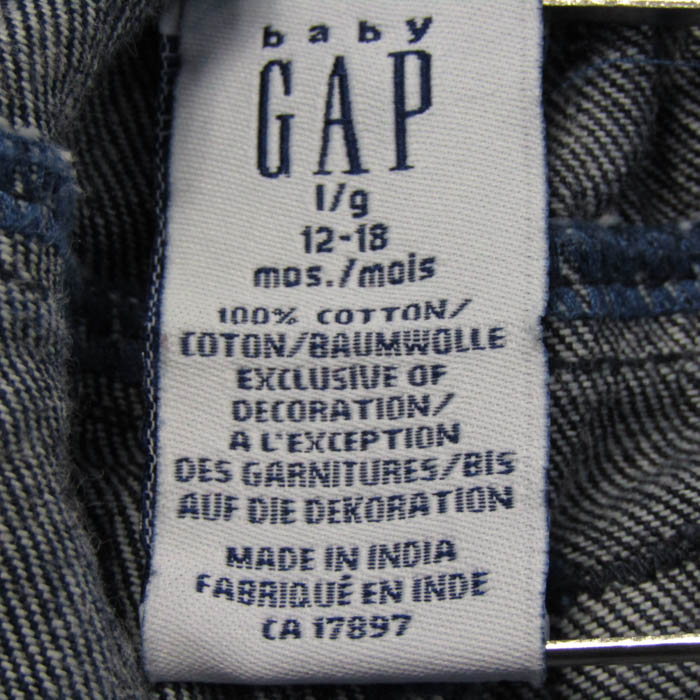 baby
GAP
l/g
12-18
mos./mois
100% COTTON/
COTON/BAUMWOLLE
EXCLUSIVE OF
DECORATION/
A L'EXCEPTION
DES GARNITURES/BIS
AUF DIE DEKORATION
MADE IN INDIA
FABRIQUÉ EN INDE
CA 17897